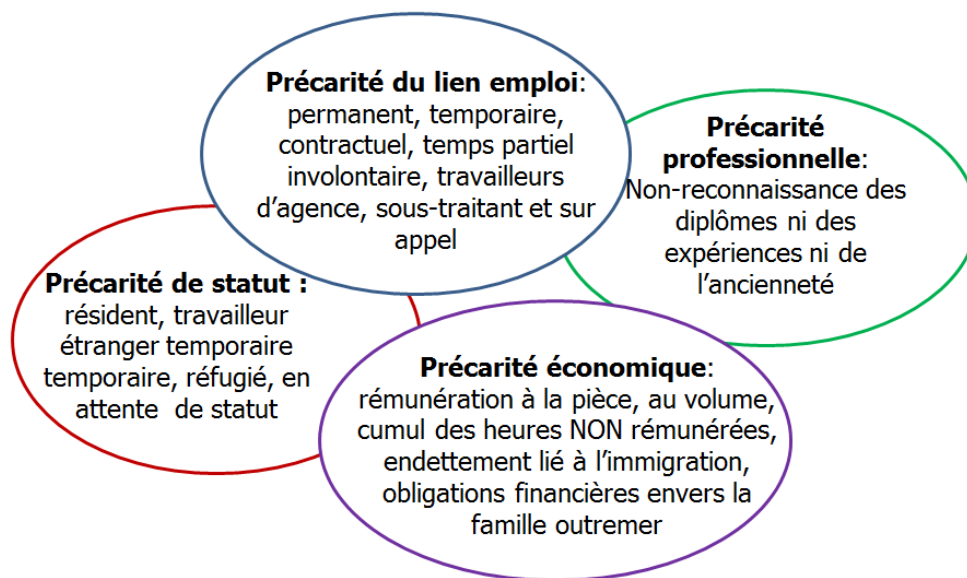 Précarité du lien emploi:
permanent, temporaire,
contractuel, temps partiel
involontaire, travailleurs
d’agence, sous-traitant et sur
appel
Précarité
professionnelle:
Non-reconnaissance des
diplômes ni des
expériences ni de
l’ancienneté
Précarité de statut :
résident, travailleur
étranger temporaire
temporaire, réfugié, en
attente de statut
Précarité économique:
rémunération à la pièce, au volume,
cumul des heures NON rémunérées,
endettement lié à l’immigration,
obligations financières envers la
famille outremer